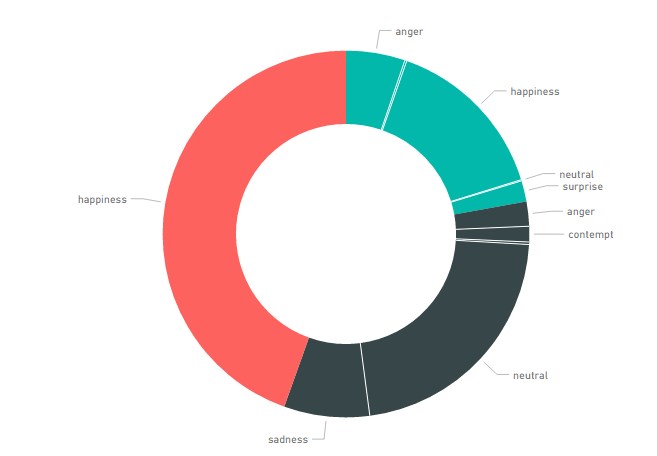 anger
happiness
neutral
surprise
anger
contempt
neutral
sadness
happiness